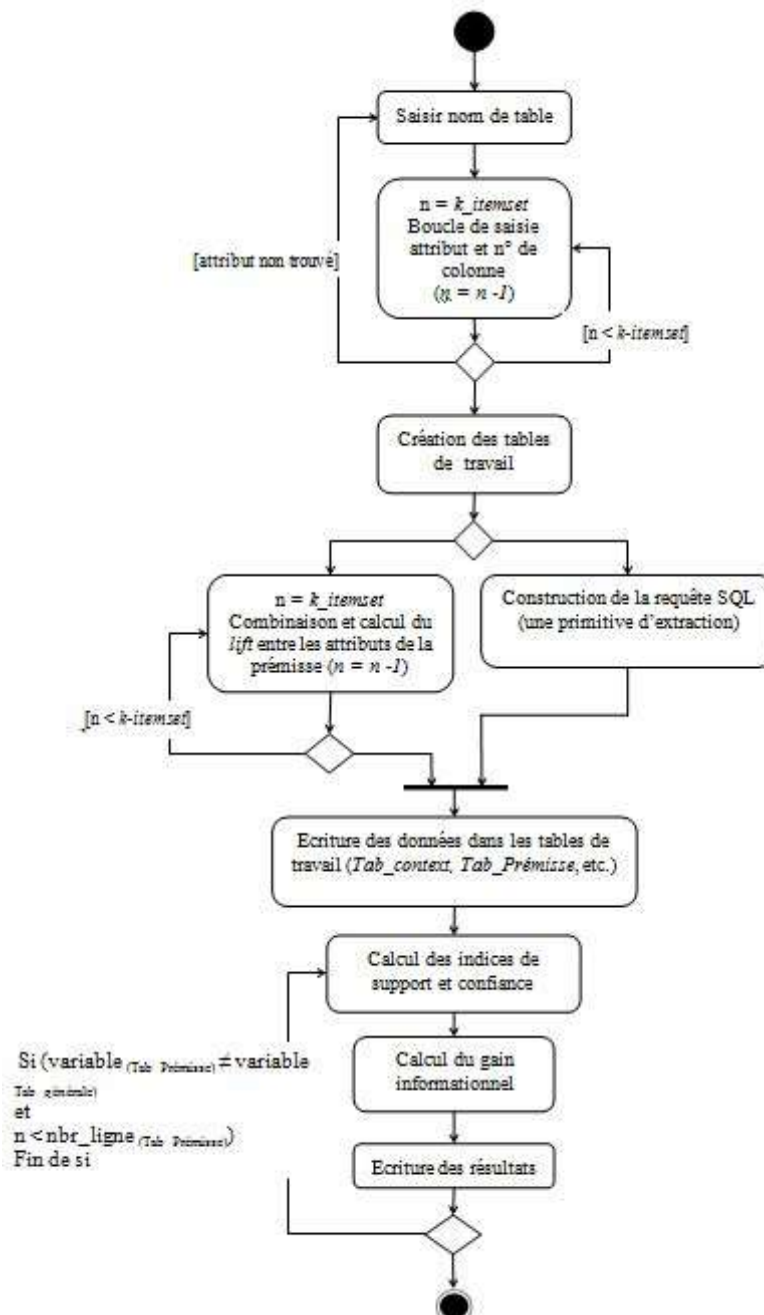 Saisir nom de table
n = k_itemset
Boucle de saisie
attribut et n° de
colonne
(n = n -1)
[attribut non trouvé]
[n < k-itemset]
Création des tables
de travail
n = k_itemset
Combinaison et calcul du
lift entre les attributs de la
prémisse (n = n -1)
Construction de la requête SQL
(une primitive d'extraction)
[n < k-itemset]
Ecriture des données dans les tables de
travail (Tab_context, Tab_Prémisse, etc.)
Calcul des indices de
support et confiance
Si (variable (Tab_Prémisse) ≠ variable
Tab_générale)
et
n < nbr_ligne (Tab_Prémisse))
Fin de si
Calcul du gain
informationnel
Ecriture des résultats